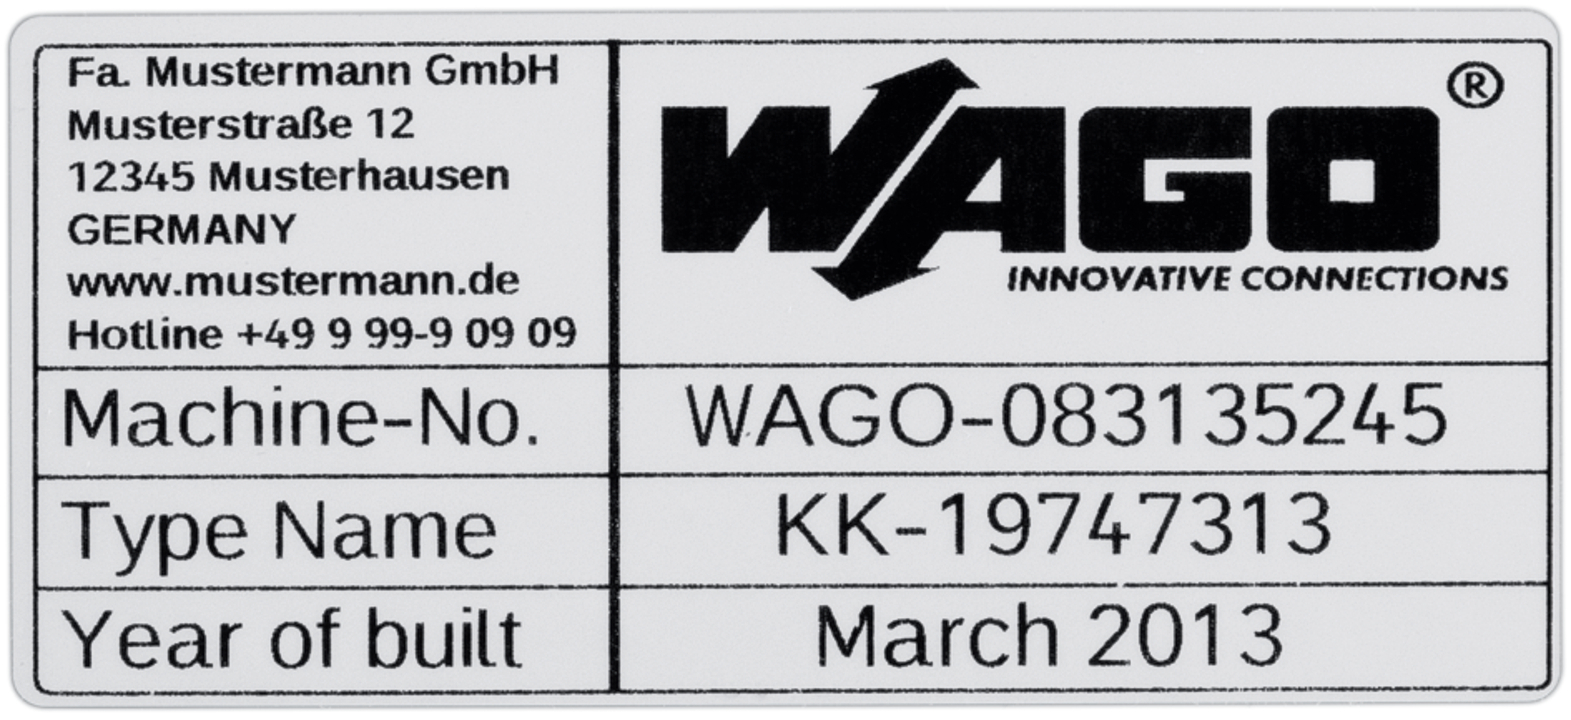 Fa. Mustermann GmbH
Musterstraße 12
12345 Musterhausen
GERMANY
www.mustermann.de
Hotline +49 9 99-9 09 09
WAGO®
INNOVATIVE CONNECTIONS
Machine-No. WAGO-083135245
Type Name KK-19747313
Year of built March 2013